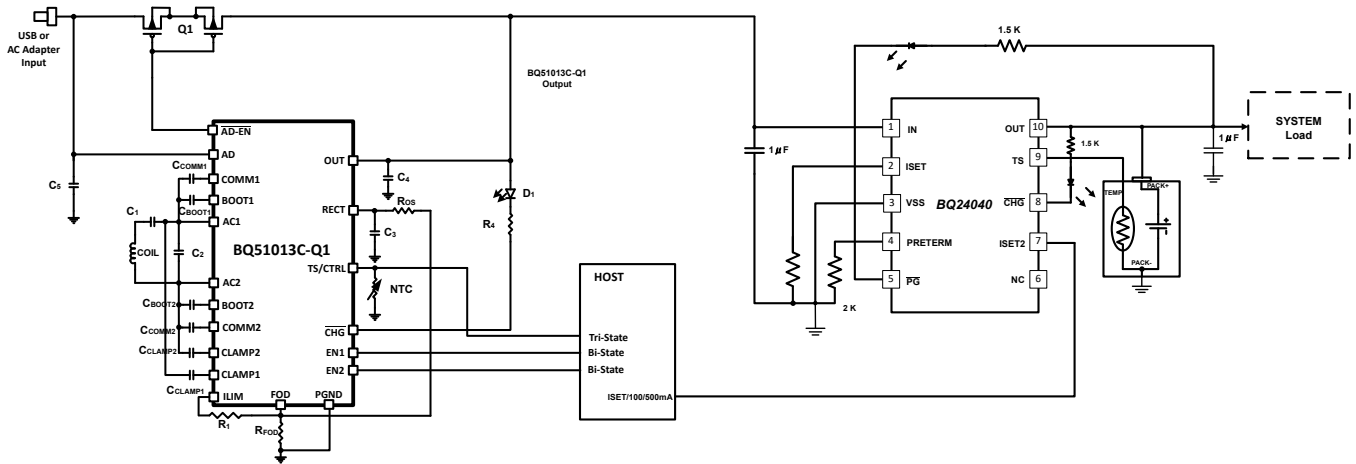 USB or
AC Adapter
Input
Q1
BQ51013C-Q1
Output
AD-EN
AD
COMM1
BOOT1
AC1
AC2
BOOT2
COMM2
CLAMP2
CLAMP1
ILIM
FOD
PGND
OUT
RECT
TS/CTRL
CHG
EN1
EN2
BQ51013C-Q1
C5
CCOMM1
CBOOT1
C1
COIL
C2
CBOOT2
CCOMM2
CCLAMP2
CCLAMP1
R1
RFOD
C4
ROS
C3
NTC
D1
R4
HOST
Tri-State
Bi-State
Bi-State
ISET/100/500mA
1 µF
2 K
1.5 K
1 IN
2 ISET
3 VSS
4 PRETERM
5 PG
BQ24040
OUT 10
TS 9
CHG 8
ISET2 7
NC 6
1.5 K
TEMP
PACK+
+
-
PACK-
1 µF
SYSTEM
Load